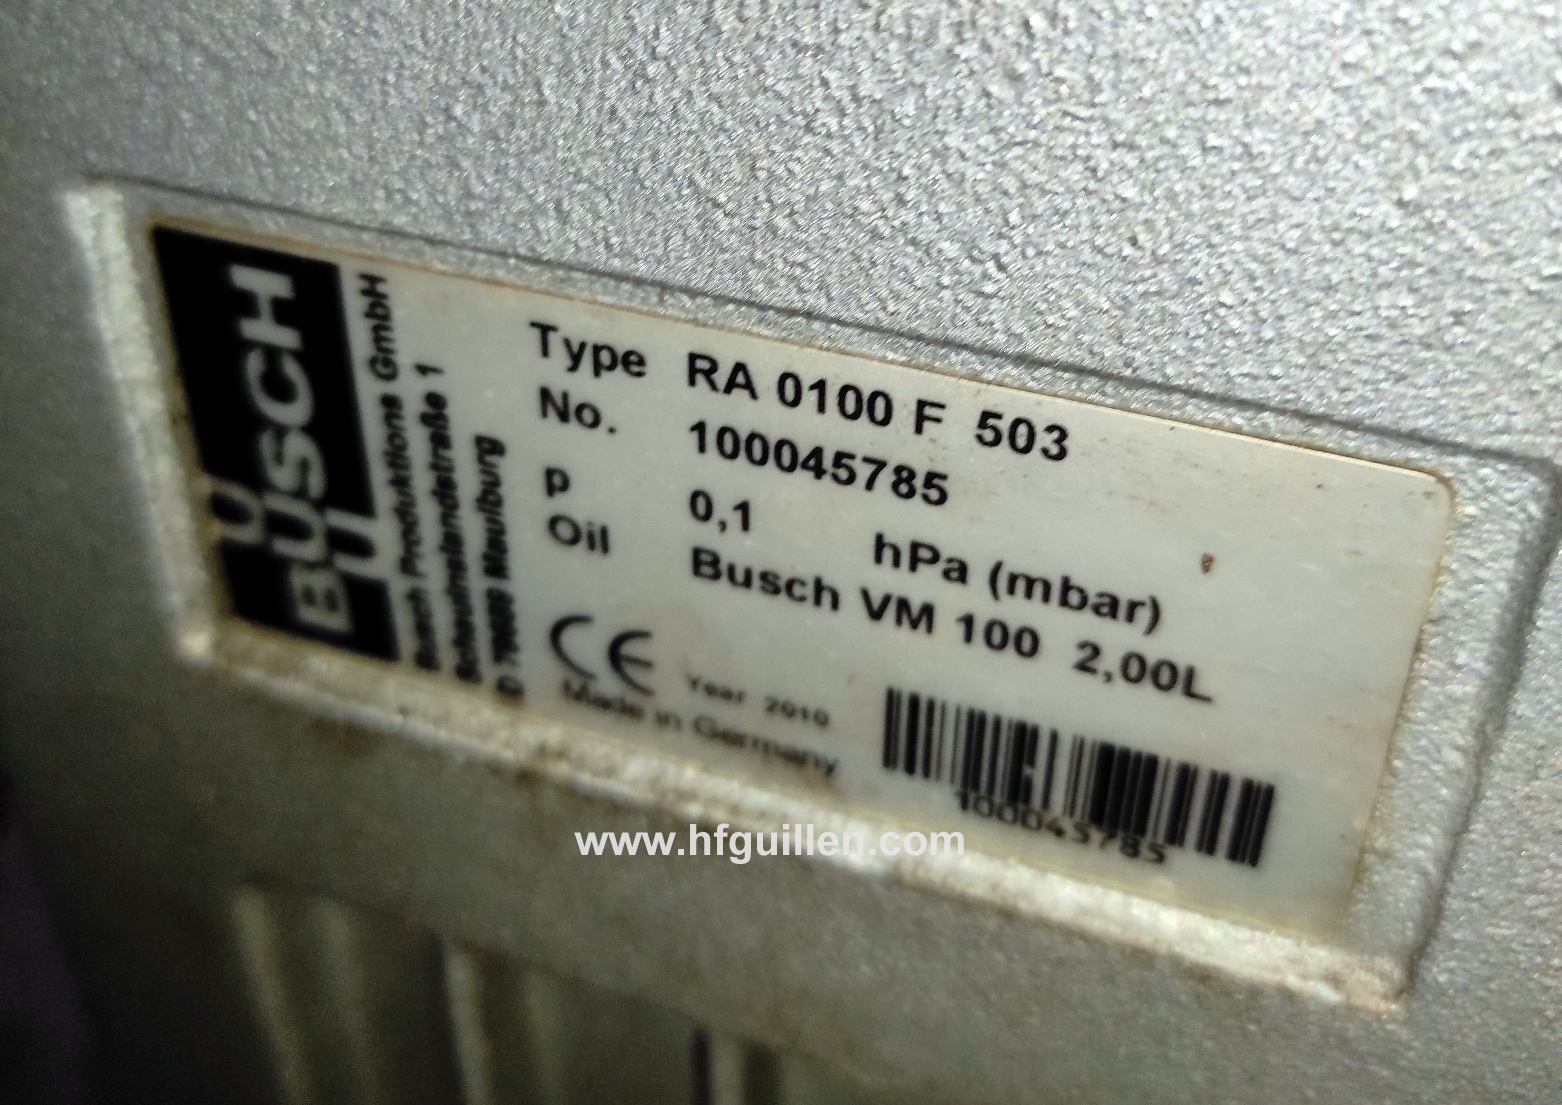 BUSCH
Busch Produktions GmbH
Schauinslandstraße 1
D 79689 Maulburg
Type RA 0100 F 503
No. 100045785
p 0,1 hPa (mbar)
Oil Busch VM 100 2,00L
CE Year 2010
Made in Germany
100045785
www.hfguillen.com